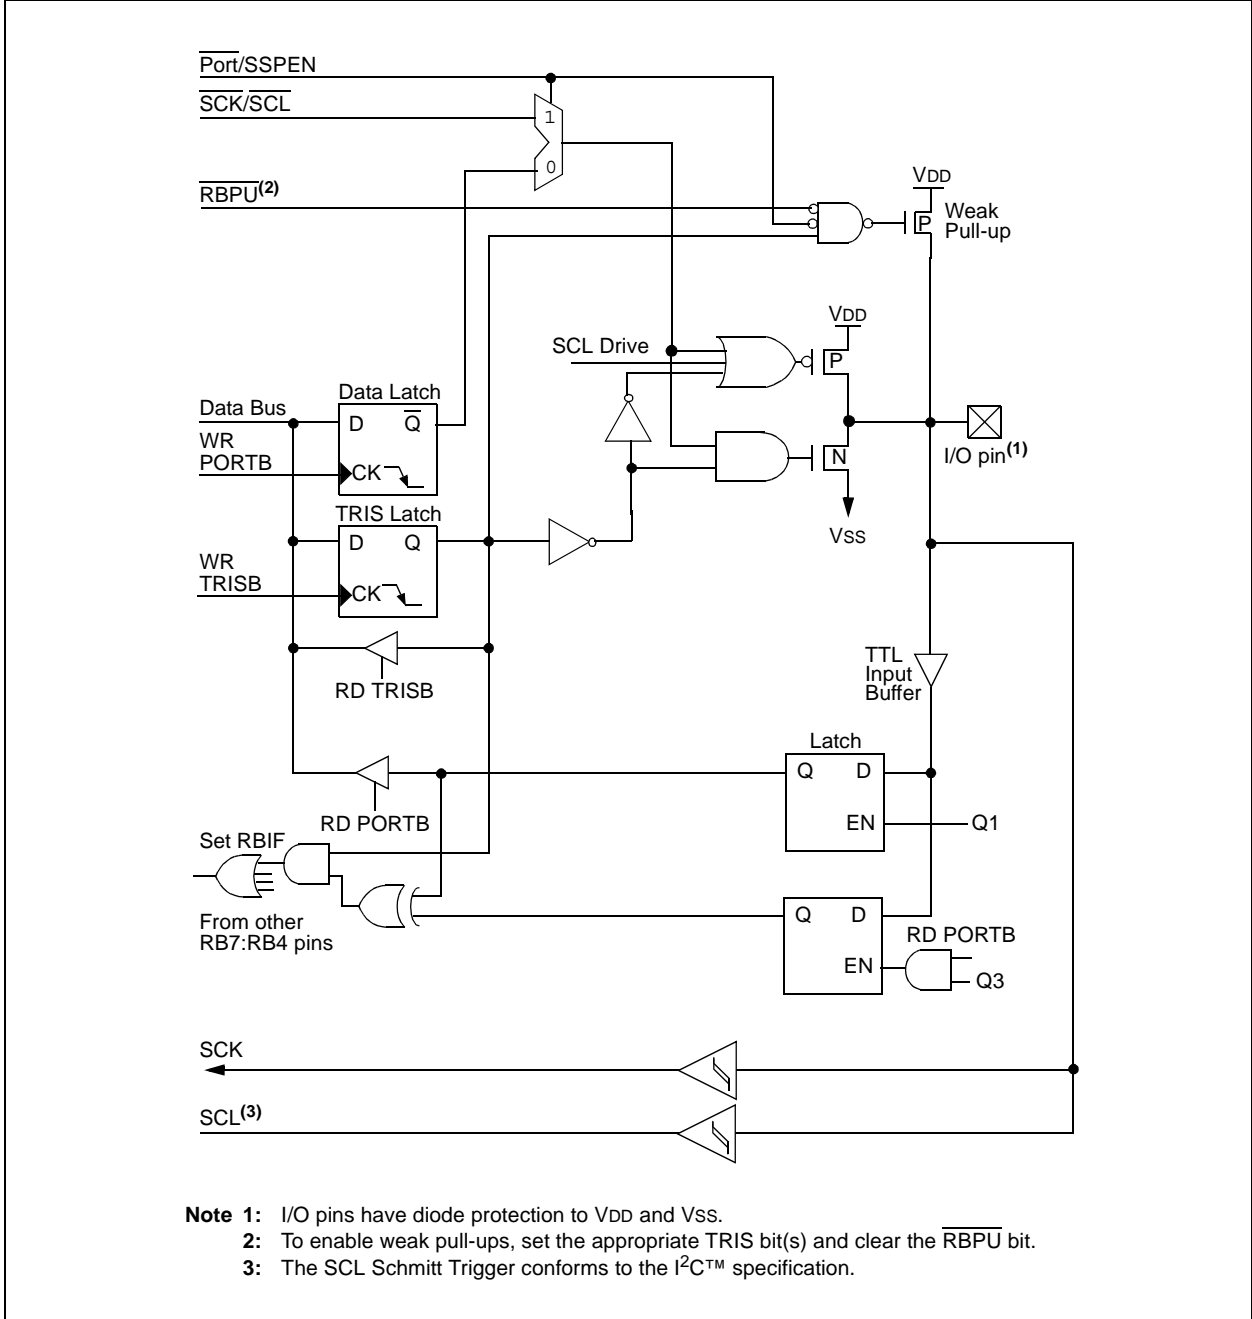 Port/SSPEN
SCK/SCL
1
0
RBPU(2)
VDD
P
Weak
Pull-up
VDD
SCL Drive
P
Data Latch
Data Bus
D
Q
WR
PORTB
CK
N
I/O pin(1)
VSS
TRIS Latch
D
Q
WR
TRISB
CK
RD TRISB
TTL
Input
Buffer
Latch
Q
D
EN
Q1
RD PORTB
Set RBIF
From other
RB7:RB4 pins
Q
D
RD PORTB
EN
Q3
SCK
SCL(3)
Note 1: I/O pins have diode protection to VDD and VSS.
2: To enable weak pull-ups, set the appropriate TRIS bit(s) and clear the RBPU bit.
3: The SCL Schmitt Trigger conforms to the I2C™ specification.